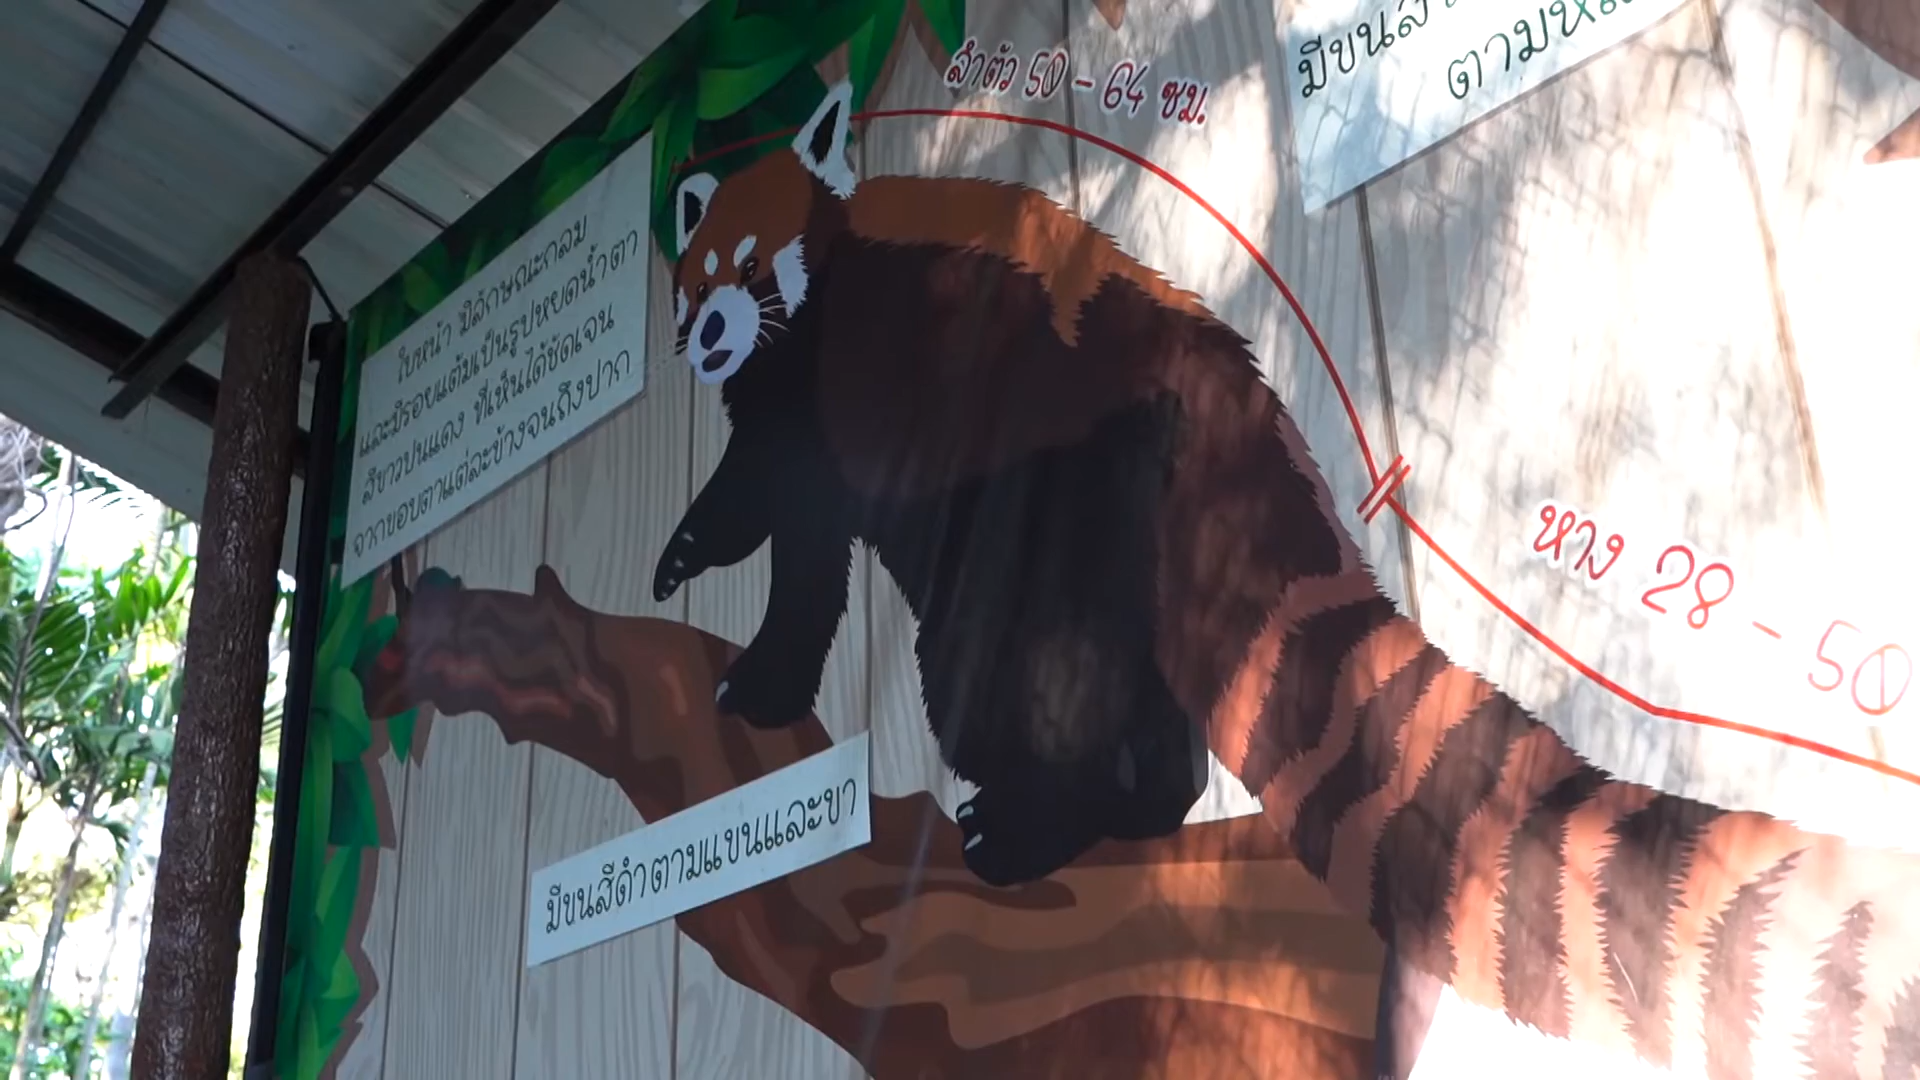 ลำตัว 50 - 64 ซม.
มีขนสี
ตามห
ใบหน้า มีลักษณะกลม
และมีรอยแต้มเป็นรูปหยดน้ำตา
สีขาวปนแดง ที่เห็นได้ชัดเจน
จากขอบตาแต่ละข้างจนถึงปาก
หาง 28 - 50
มีขนสีดำตามแขนและขา